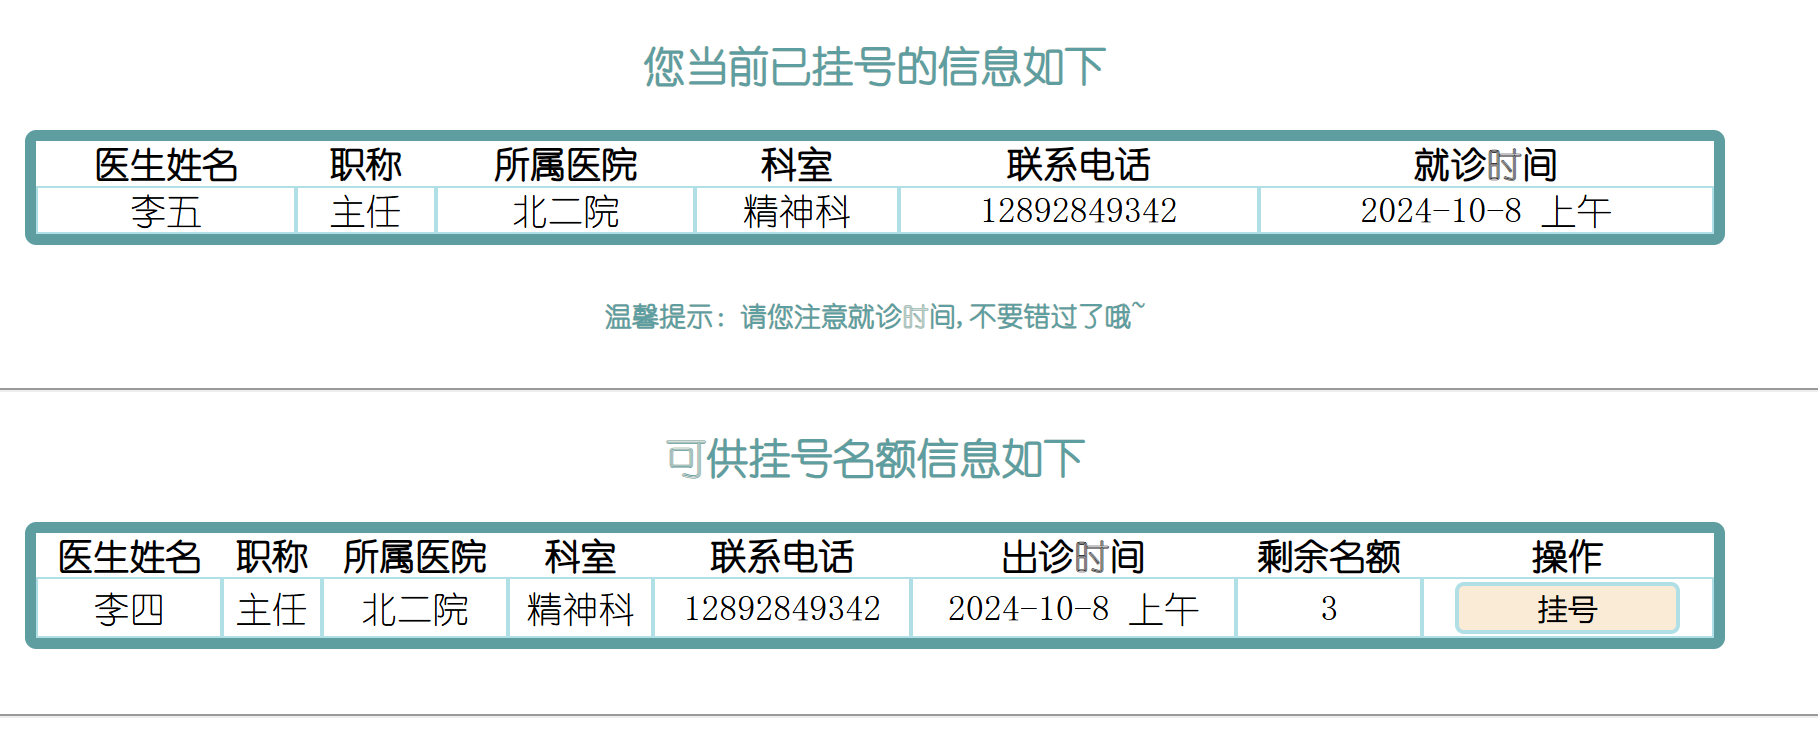 您当前已挂号的信息如下
医生姓名 职称 所属医院 科室 联系电话 就诊时间
李五 主任 北二院 精神科 12892849342 2024-10-8 上午
温馨提示: 请您注意就诊时间,不要错过了哦~
可供挂号名额信息如下
医生姓名 职称 所属医院 科室 联系电话 出诊时间 剩余名额 操作
李四 主任 北二院 精神科 12892849342 2024-10-8 上午 3 挂号